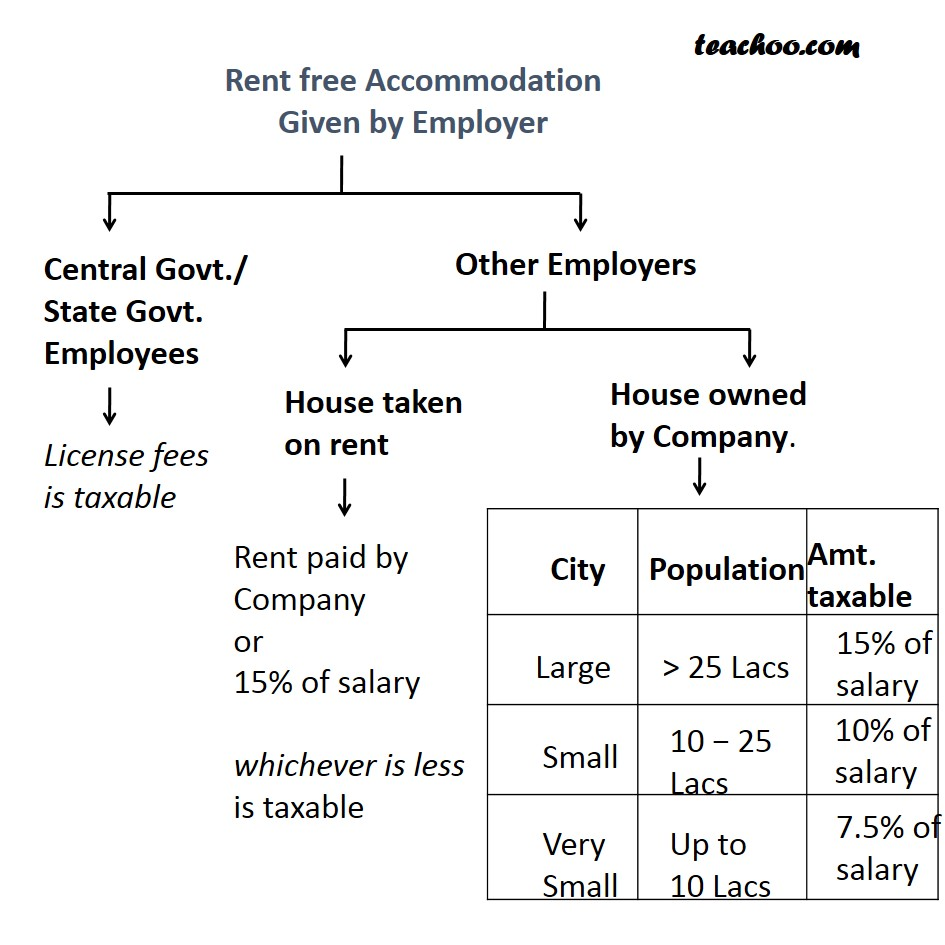 teachoo.com
Rent free Accommodation
Given by Employer
Central Govt./
State Govt.
Employees
License fees
is taxable
Other Employers
House taken
on rent
Rent paid by
Company
or
15% of salary
whichever is less
is taxable
House owned
by Company.
City
Population
Amt.
taxable
Large
> 25 Lacs
15% of
salary
Small
10 – 25
Lacs
10% of
salary
Very
Small
Up to
10 Lacs
7.5% of
salary